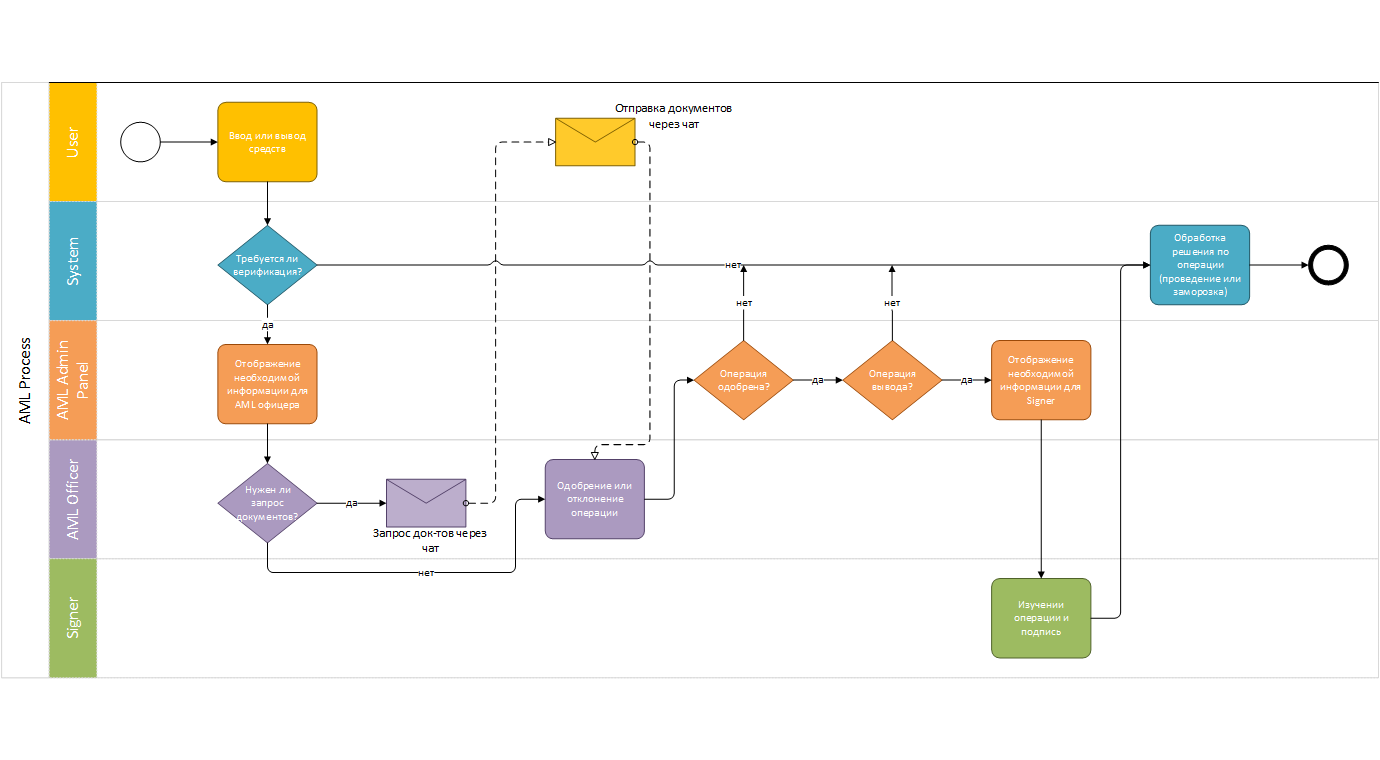 AML Process
User
Ввод или вывод
средств
Отправка документов
через чат
System
Требуется ли
верификация?
нет
Обработка
решения по
операции
(проведение или
заморозка)
да
нет
нет
AML Admin
Panel
Отображение
необходимой
информации для
AML офицера
Операция
одобрена?
да
Операция
вывода?
да
Отображение
необходимой
информации для
Signer
AML Officer
Нужен ли
запрос
документов?
да
Запрос док-тов через
чат
Одобрение или
отклонение
операции
нет
Signer
Изучении
операции и
подпись